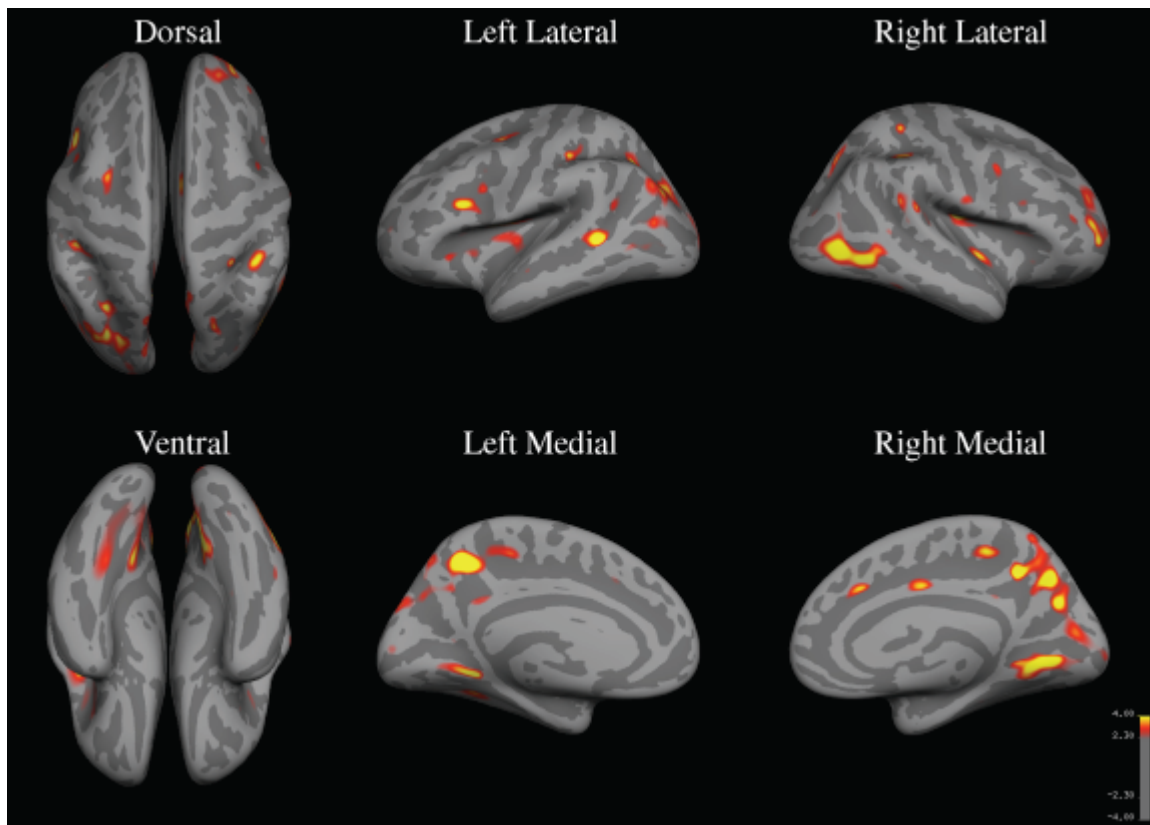 Dorsal
Left Lateral
Right Lateral
Ventral
Left Medial
Right Medial
4.00
2.30
-2.30
-4.00